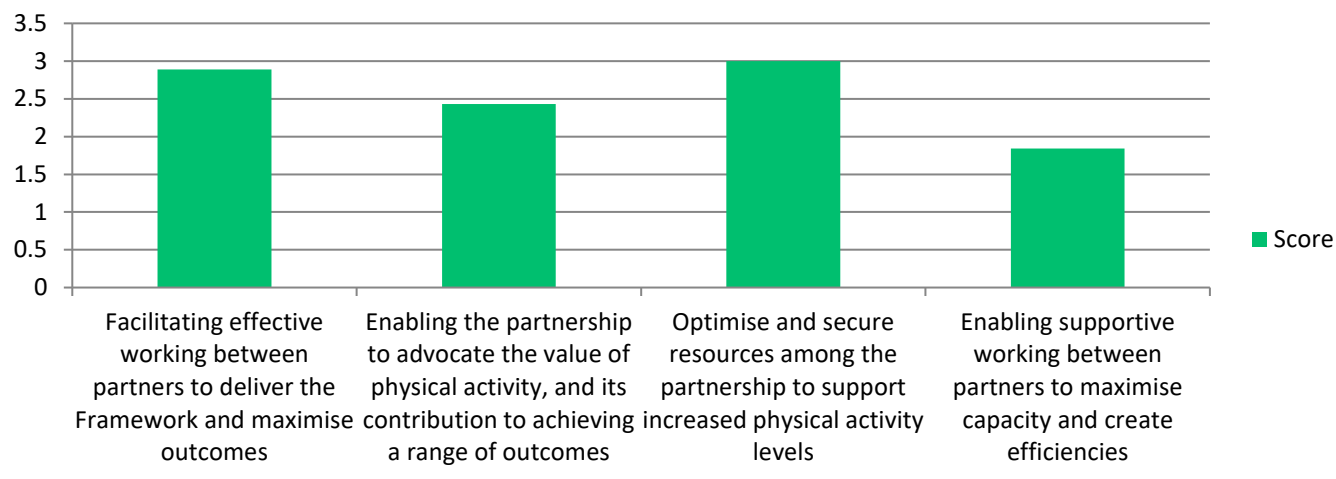 3.5
3
2.5
2
1.5
1
0.5
0
Score
Facilitating effective
working between
partners to deliver the
Framework and maximise
outcomes
Enabling the partnership
to advocate the value of
physical activity, and its
contribution to achieving
a range of outcomes
Optimise and secure
resources among the
partnership to support
increased physical activity
levels
Enabling supportive
working between
partners to maximise
capacity and create
efficiencies